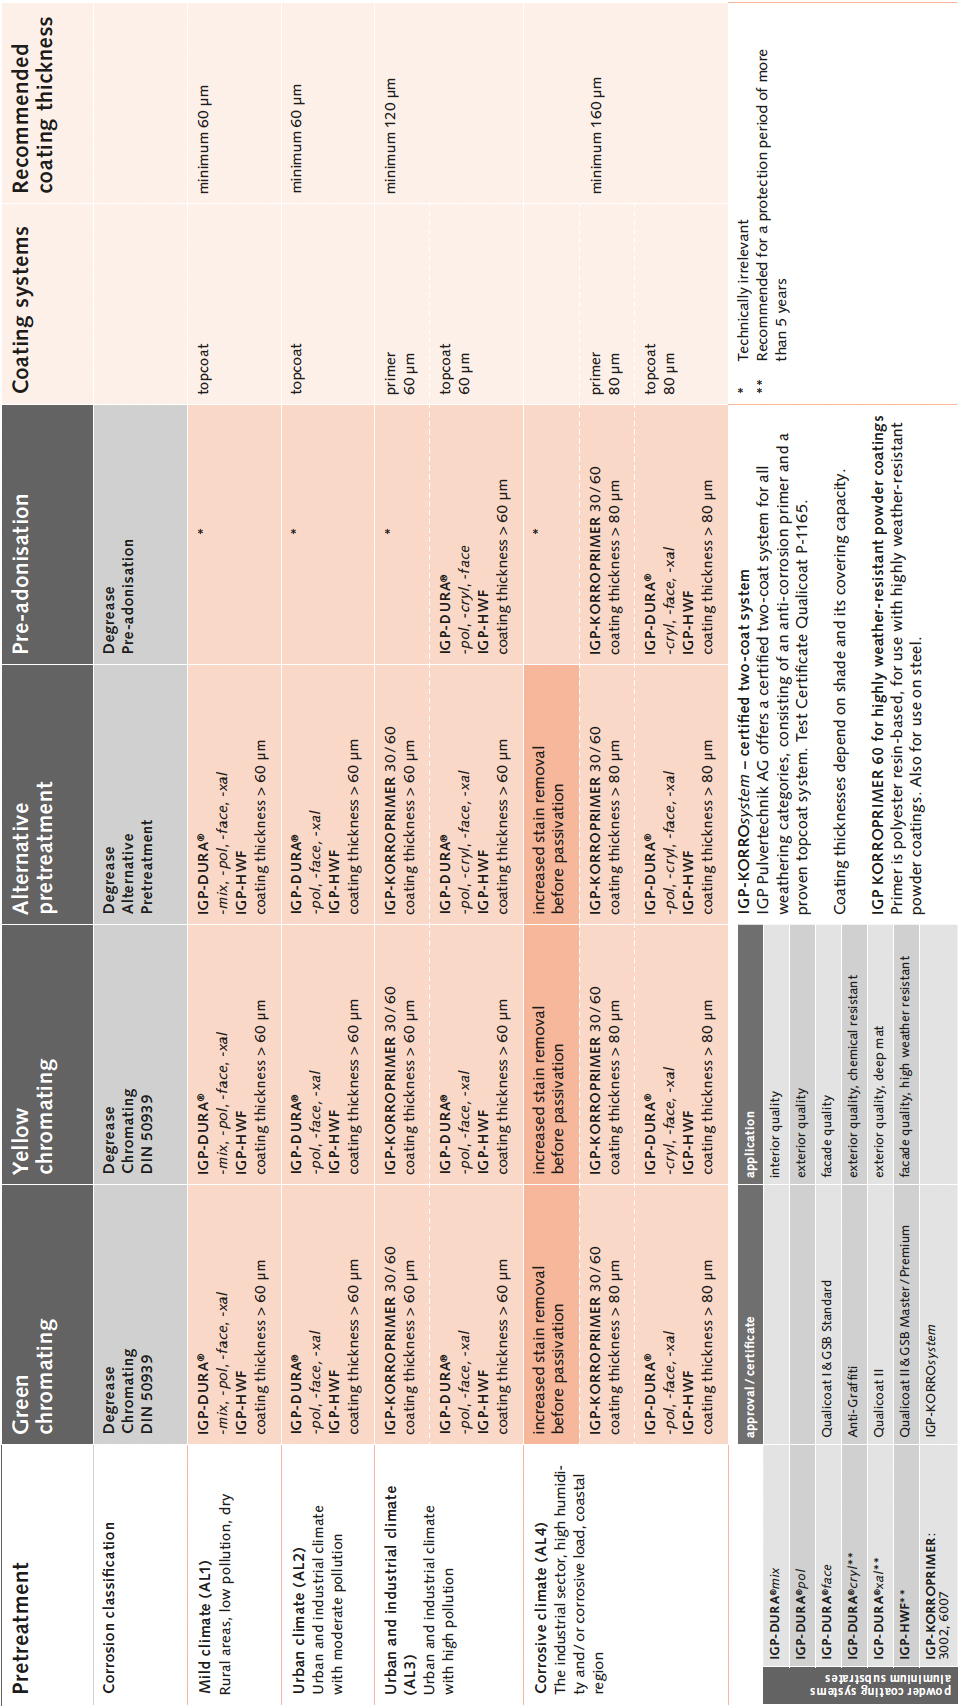 Pretreatment
Green
chromating
Yellow
chromating
Alternative
pretreatment
Pre-adonisation
Coating systems
Recommended
coating thickness
Corrosion classification
Degrease
Chromating
DIN 50939
Degrease
Chromating
DIN 50939
Degrease
Alternative
Pretreatment
Degrease
Pre-adonisation
Mild climate (AL1)
Rural areas, low pollution, dry
IGP-DURA®
-mix, -pol, -face, -xal
IGP-HWF
coating thickness > 60 µm
IGP-DURA®
-mix, -pol, -face, -xal
IGP-HWF
coating thickness > 60 µm
IGP-DURA®
-mix, -pol, -face, -xal
IGP-HWF
coating thickness > 60 µm
*
topcoat
minimum 60 µm
Urban climate (AL2)
Urban and industrial climate
with moderate pollution
IGP-DURA®
-pol, -face, -xal
IGP-HWF
coating thickness > 60 µm
IGP-DURA®
-pol, -face, -xal
IGP-HWF
coating thickness > 60 µm
IGP-DURA®
-pol, -face, -xal
IGP-HWF
coating thickness > 60 µm
*
topcoat
minimum 60 µm
Urban and industrial climate
(AL3)
Urban and industrial climate
with high pollution
IGP-KORROPRIMER 30/60
coating thickness > 60 µm
IGP-KORROPRIMER 30/60
coating thickness > 60 µm
IGP-KORROPRIMER 30/60
coating thickness > 60 µm
*
primer
60 µm
minimum 120 µm
IGP-DURA®
-pol, -face, -xal
IGP-HWF
coating thickness > 60 µm
IGP-DURA®
-pol, -face, -xal
IGP-HWF
coating thickness > 60 µm
IGP-DURA®
-pol, -cryl, -face, -xal
IGP-HWF
coating thickness > 60 µm
IGP-DURA®
-pol, -cryl, -face
IGP-HWF
coating thickness > 60 µm
topcoat
60 µm
Corrosive climate (AL4)
The industrial sector, high humidi-
ty and/or corrosive load, coastal
region
increased stain removal
before passivation
increased stain removal
before passivation
increased stain removal
before passivation
*
IGP-KORROPRIMER 30/60
coating thickness > 80 µm
IGP-KORROPRIMER 30/60
coating thickness > 80 µm
IGP-KORROPRIMER 30/60
coating thickness > 80 µm
IGP-KORROPRIMER 30/60
coating thickness > 80 µm
primer
80 µm
minimum 160 µm
IGP-DURA®
-pol, -face, -xal
IGP-HWF
coating thickness > 80 µm
IGP-DURA®
-cryl, -face, -xal
IGP-HWF
coating thickness > 80 µm
IGP-DURA®
-pol, -cryl, -face, -xal
IGP-HWF
coating thickness > 80 µm
IGP-DURA®
-cryl, -face, -xal
IGP-HWF
coating thickness > 80 µm
topcoat
80 µm
powder coating systems
aluminium substrates
approval / certificate
application
IGP-DURA®mix
interior quality
IGP-DURA®pol
exterior quality
IGP-DURA®face
Qualicoat I & GSB Standard
facade quality
IGP-DURA®cryl**
Anti-Graffiti
exterior quality, chemical resistant
IGP-DURA®xal**
Qualicoat II
exterior quality, deep mat
IGP-HWF**
Qualicoat II & GSB Master / Premium
facade quality, high weather resistant
IGP-KORROPRIMER:
3002, 6007
IGP-KORROsystem
IGP-KORROsystem – certified two-coat system
IGP Pulvertechnik AG offers a certified two-coat system for all
weathering categories, consisting of an anti-corrosion primer and a
proven topcoat system. Test Certificate Qualicoat P-1165.
Coating thicknesses depend on shade and its covering capacity.
IGP KORROPRIMER 60 for highly weather-resistant powder coatings
Primer is polyester resin-based, for use with highly weather-resistant
powder coatings. Also for use on steel.
* Technically irrelevant
** Recommended for a protection period of more
than 5 years